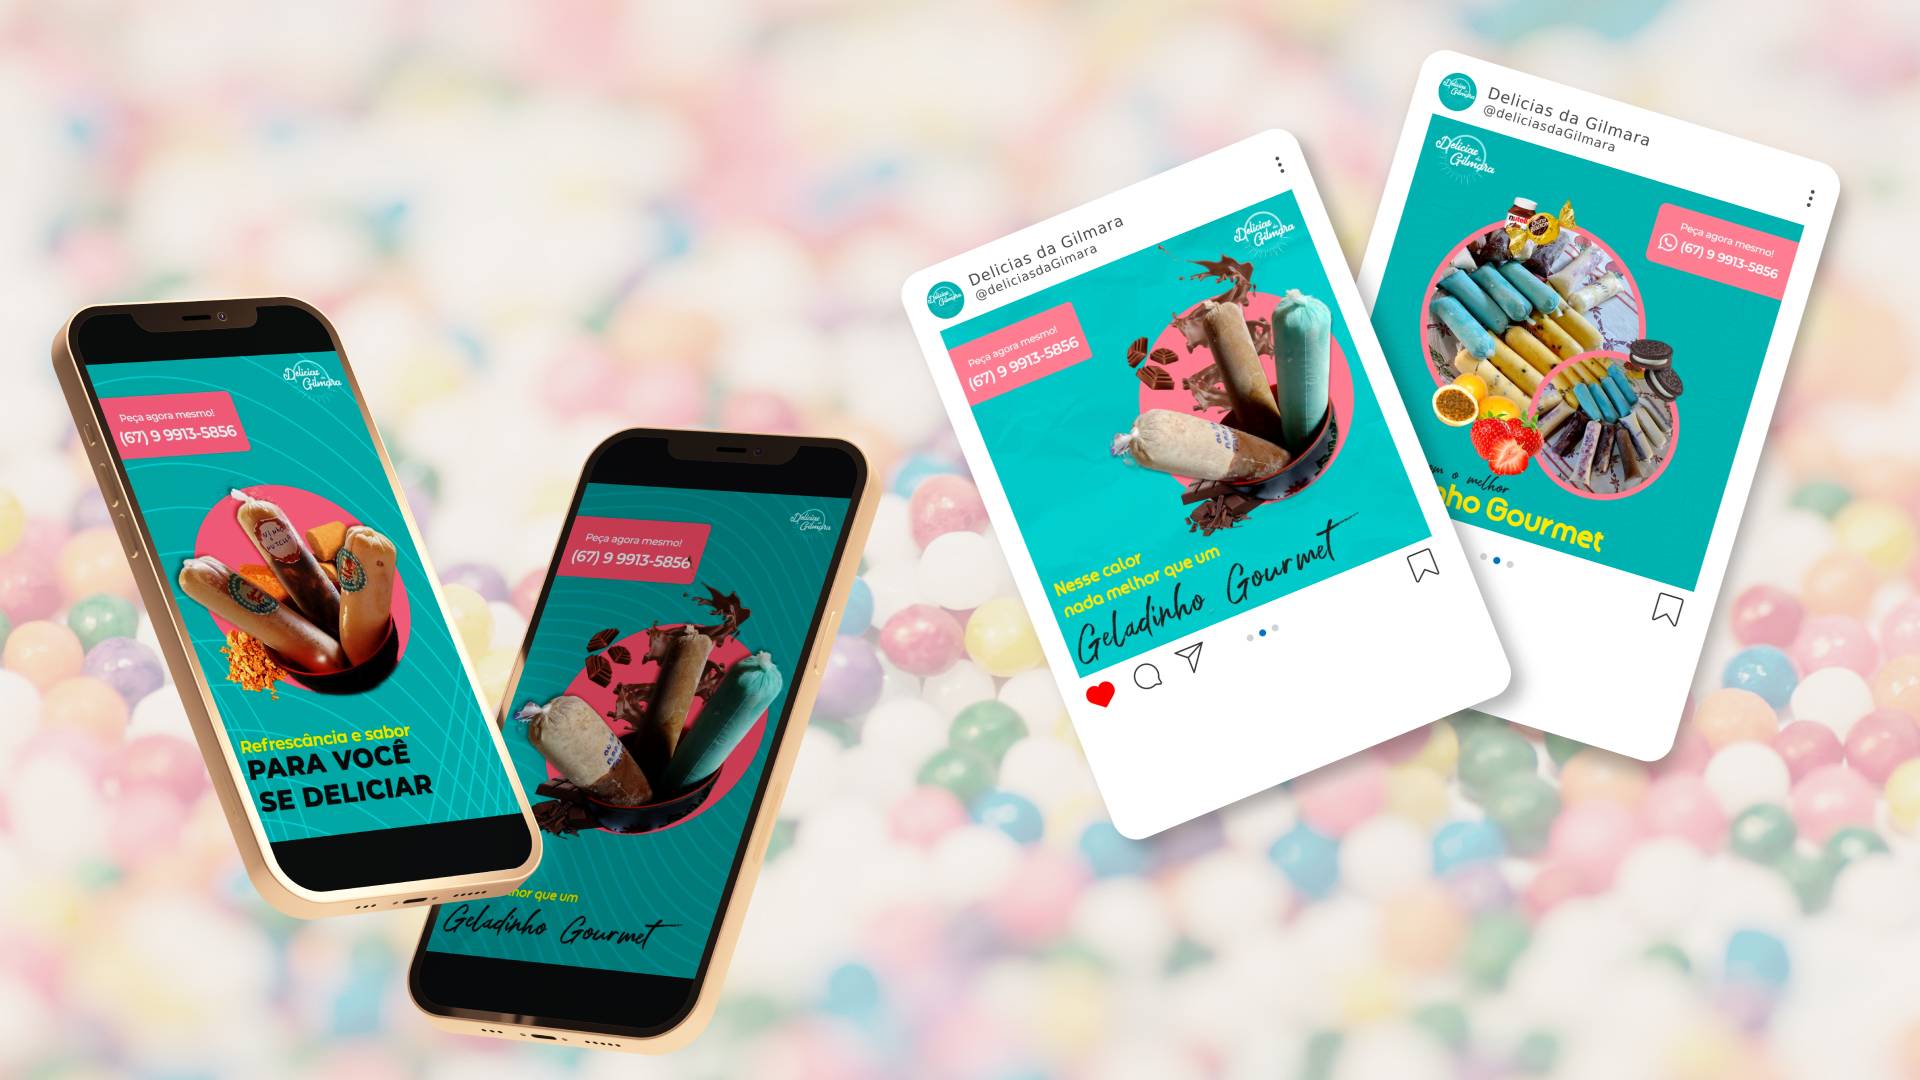 Delicias
da
Gilmara
Peça agora mesmo!
(67) 9 9913-5856
Refrescância e sabor
PARA VOCÊ
SE DELICIAR
Delicias
da
Gilmara
Peça agora mesmo!
(67) 9 9913-5856
lhor que um
Geladinho Gourmet
Delicias da Gilmara
@deliciasdaGimara
Delicias
da
Gilmara
Peça agora mesmo!
(67) 9 9913-5856
Nesse calor
nada melhor que um
Geladinho Gourmet
Delicias da Gilmara
@deliciasdaGilmara
Delicias
da
Gilmara
Peça agora mesmo!
(67) 9 9913-5856
o melhor
nho Gourmet